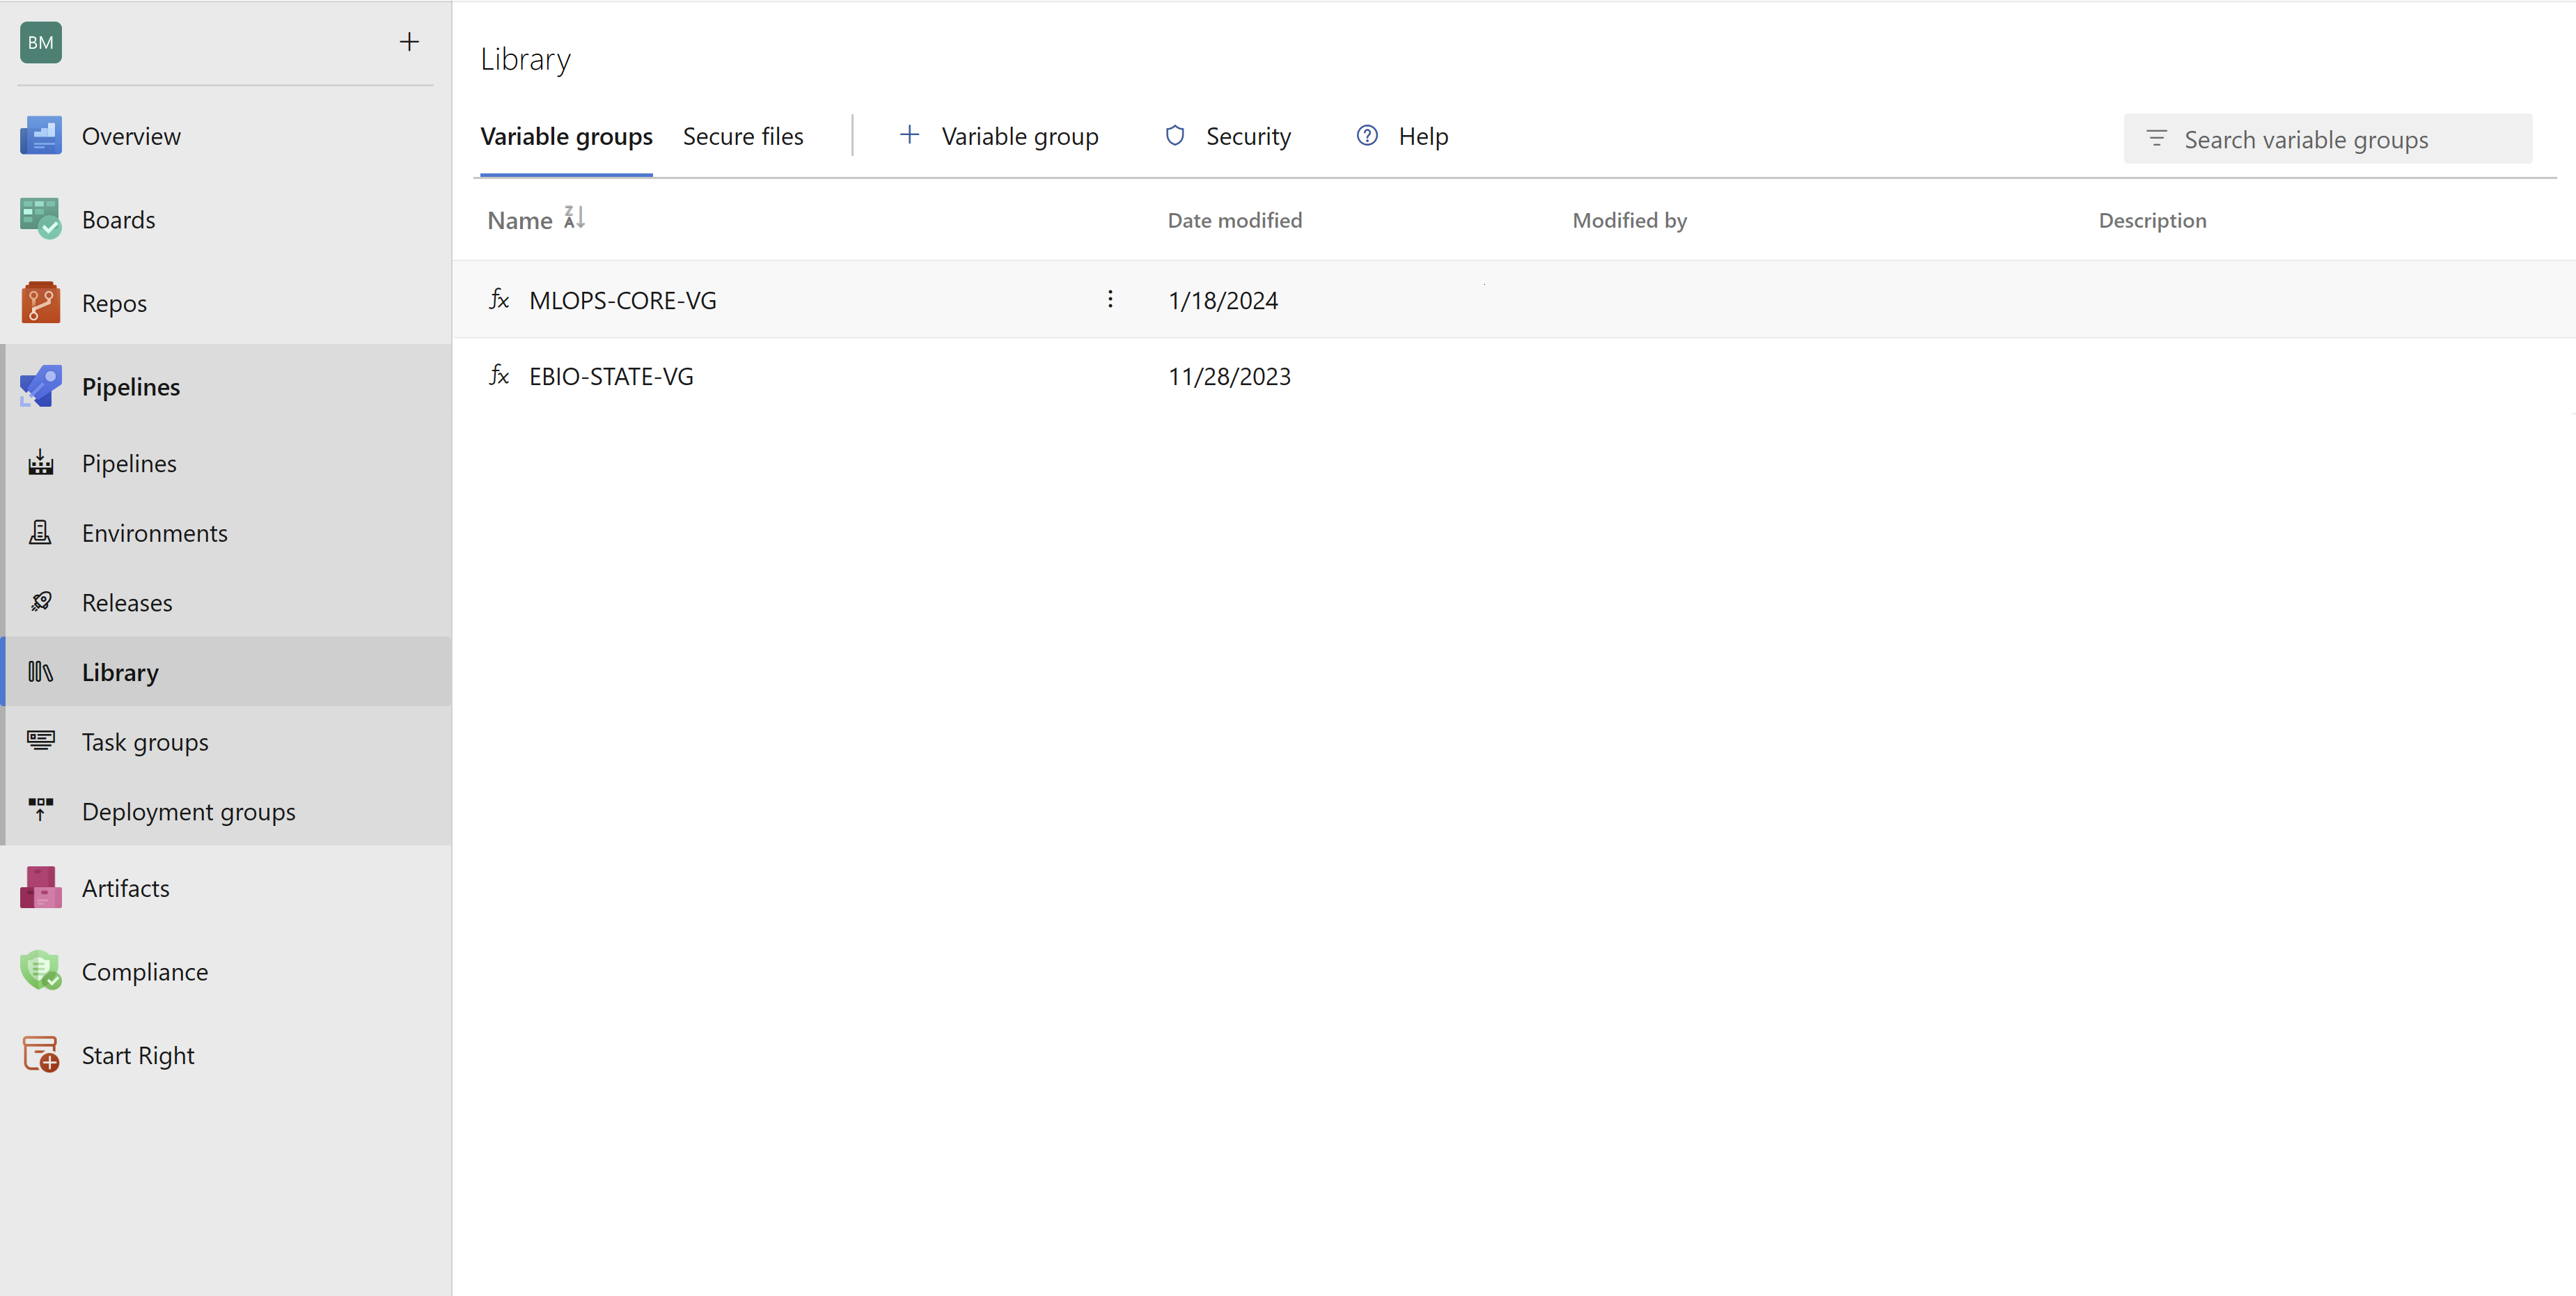 BM
Overview
Boards
Repos
Pipelines
Pipelines
Environments
Releases
Library
Task groups
Deployment groups
Artifacts
Compliance
Start Right
Library
Variable groups Secure files Variable group Security Help Search variable groups
Name Date modified Modified by Description
MLOPS-CORE-VG 1/18/2024
EBIO-STATE-VG 11/28/2023